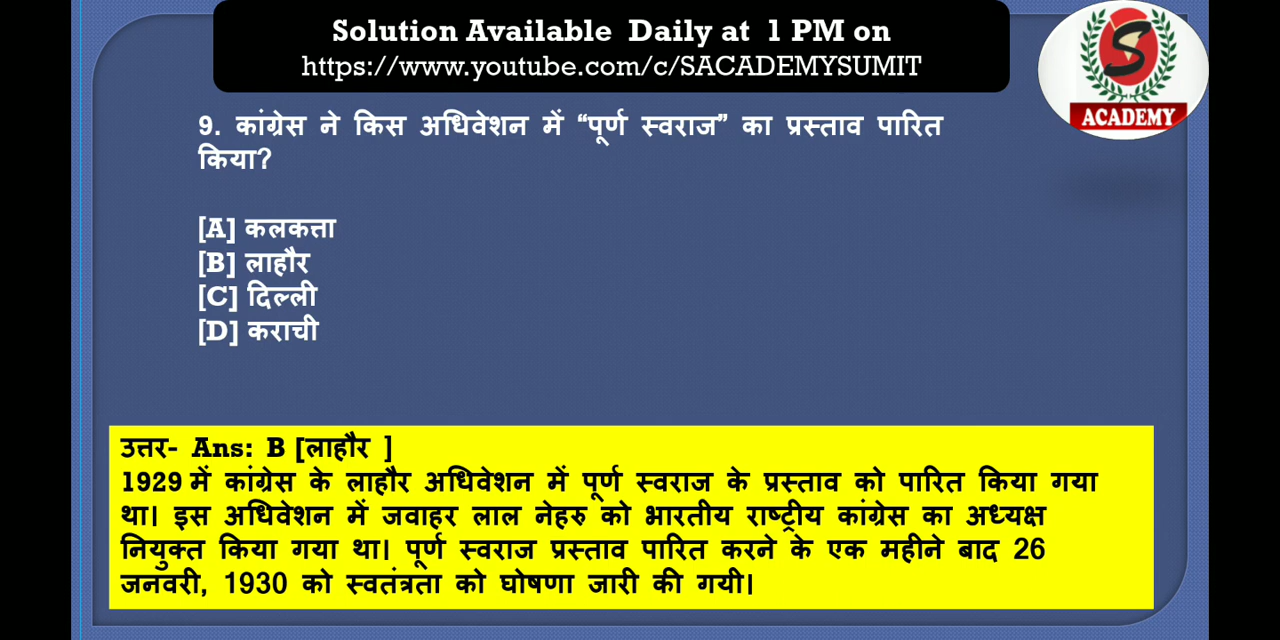 Solution Available Daily at 1 PM on
https://www.youtube.com/c/SACADEMYSUMIT
S
ACADEMY
9. कांग्रेस ने किस अधिवेशन में “पूर्ण स्वराज” का प्रस्ताव पारित
किया?
[A] कलकत्ता
[B] लाहौर
[C] दिल्ली
[D] कराची
उत्तर- Ans: B [लाहौर ]
1929 में कांग्रेस के लाहौर अधिवेशन में पूर्ण स्वराज के प्रस्ताव को पारित किया गया
था। इस अधिवेशन में जवाहर लाल नेहरु को भारतीय राष्ट्रीय कांग्रेस का अध्यक्ष
नियुक्त किया गया था। पूर्ण स्वराज प्रस्ताव पारित करने के एक महीने बाद 26
जनवरी, 1930 को स्वतंत्रता को घोषणा जारी की गयी।